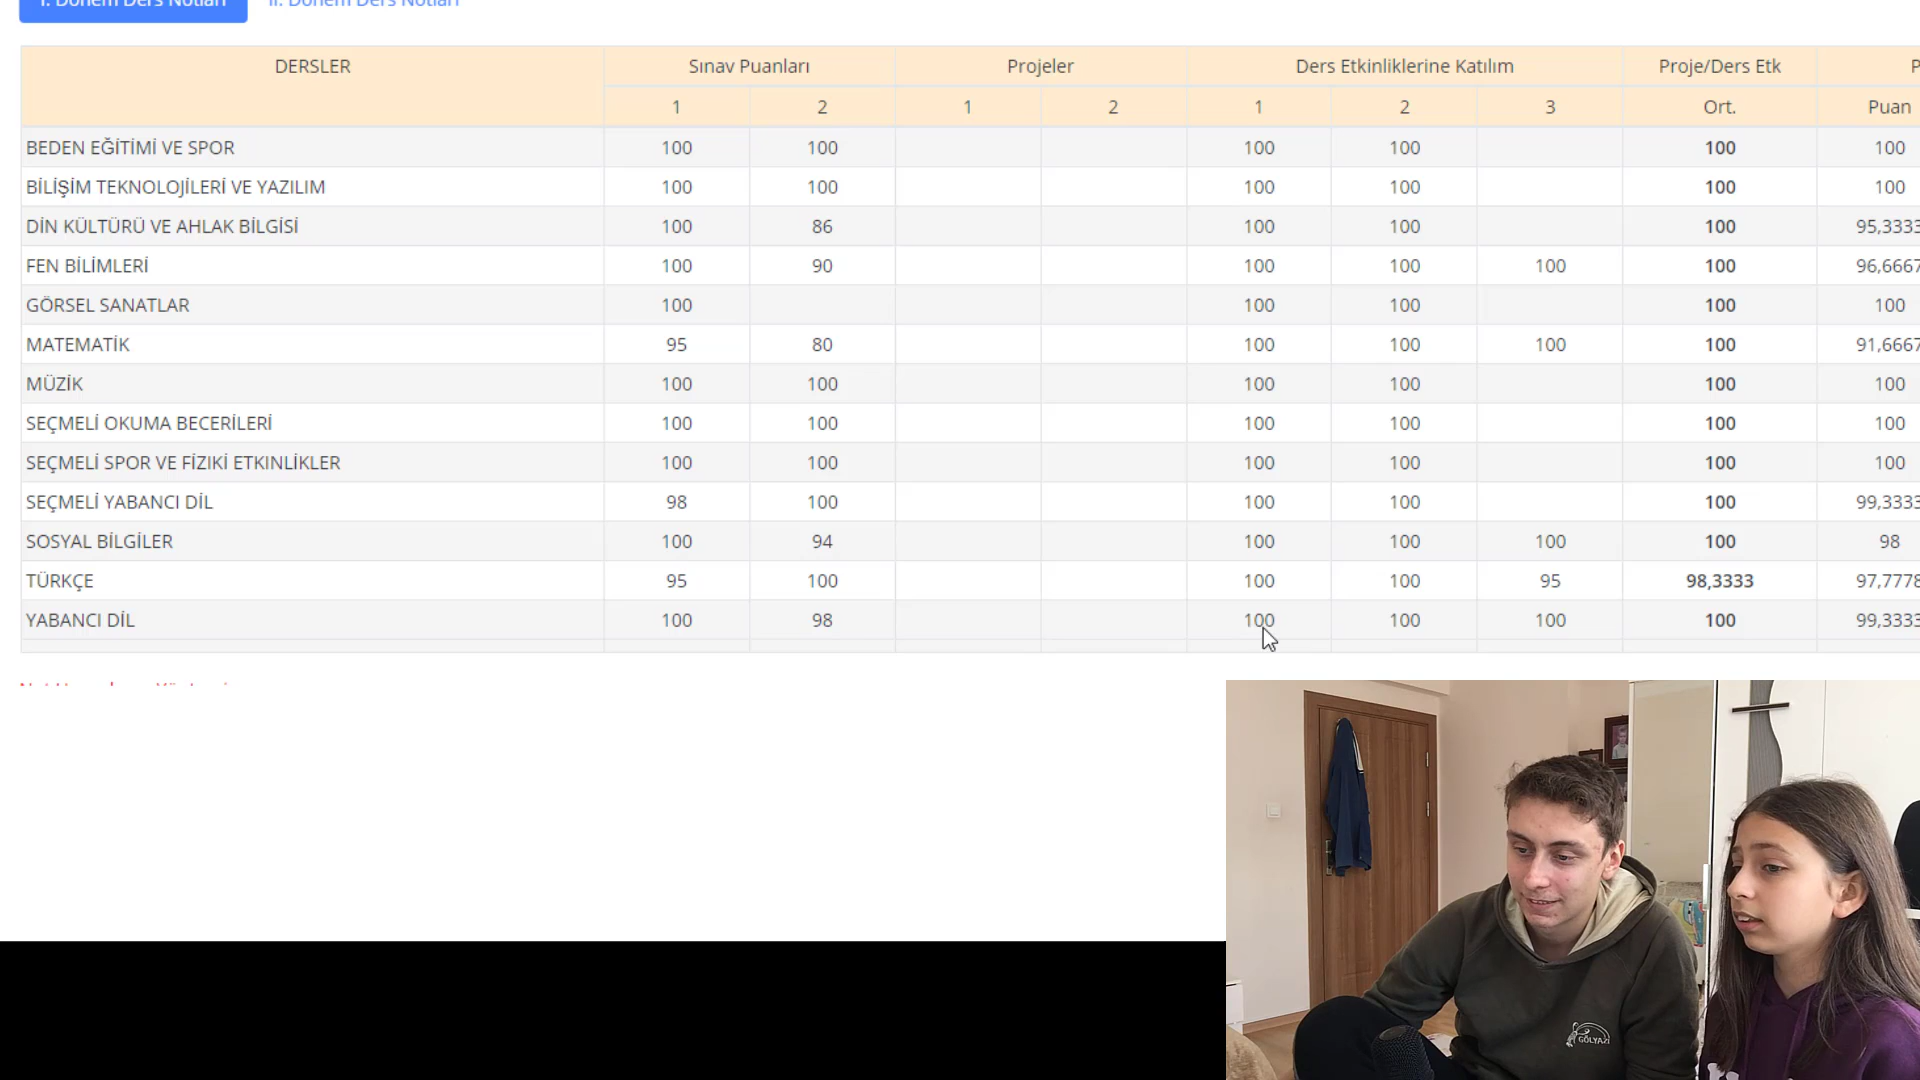 I. Dönem Ders Notları II. Dönem Ders Notları
DERSLER Sınav Puanları Projeler Ders Etkinliklerine Katılım Proje/Ders Etk P
1 2 1 2 1 2 3 Ort. Puan
BEDEN EĞİTİMİ VE SPOR 100 100 100 100 100 100
BİLİŞİM TEKNOLOJİLERİ VE YAZILIM 100 100 100 100 100 100
DİN KÜLTÜRÜ VE AHLAK BİLGİSİ 100 86 100 100 100 95,3333
FEN BİLİMLERİ 100 90 100 100 100 100 96,6667
GÖRSEL SANATLAR 100 100 100 100 100
MATEMATİK 95 80 100 100 100 100 91,6667
MÜZİK 100 100 100 100 100 100
SEÇMELİ OKUMA BECERİLERİ 100 100 100 100 100 100
SEÇMELİ SPOR VE FİZIKİ ETKINLİKLER 100 100 100 100 100 100
SEÇMELİ YABANCI DİL 98 100 100 100 100 99,3333
SOSYAL BİLGİLER 100 94 100 100 100 100 98
TÜRKÇE 95 100 100 100 95 98,3333 97,7778
YABANCI DİL 100 98 100 100 100 100 99,3333
GÖLYAZI